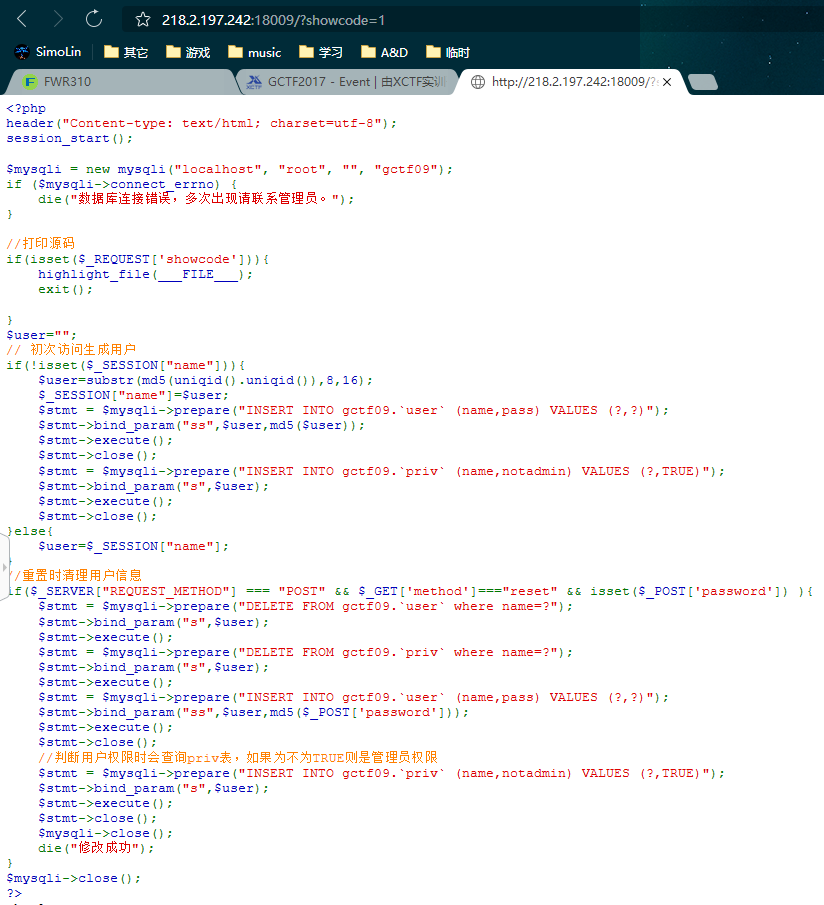 218.2.197.242:18009/?showcode=1
SimoLin 其它 游戏 music 学习 A&D 临时
FWR310 GCTF2017 - Event | 由XCTF实训 http://218.2.197.242:18009/?
<?php
header("Content-type: text/html; charset=utf-8");
session_start();
$mysqli = new mysqli("localhost", "root", "", "gctf09");
if ($mysqli->connect_errno) {
die("数据库连接错误，多次出现请联系管理员。");
}
//打印源码
if(isset($_REQUEST['showcode'])){
highlight_file(___FILE___);
exit();
}
$user="";
// 初次访问生成用户
if(!isset($_SESSION["name"])){
$user=substr(md5(uniqid().uniqid()),8,16);
$_SESSION["name"]=$user;
$stmt = $mysqli->prepare("INSERT INTO gctf09.`user` (name,pass) VALUES (?,?)");
$stmt->bind_param("ss",$user,md5($user));
$stmt->execute();
$stmt->close();
$stmt = $mysqli->prepare("INSERT INTO gctf09.`priv` (name,notadmin) VALUES (?,TRUE)");
$stmt->bind_param("s",$user);
$stmt->execute();
$stmt->close();
}else{
$user=$_SESSION["name"];
}
//重置时清理用户信息
if($_SERVER["REQUEST_METHOD"] === "POST" && $_GET['method']==="reset" && isset($_POST['password']) ){
$stmt = $mysqli->prepare("DELETE FROM gctf09.`user` where name=?");
$stmt->bind_param("s",$user);
$stmt->execute();
$stmt = $mysqli->prepare("DELETE FROM gctf09.`priv` where name=?");
$stmt->bind_param("s",$user);
$stmt->execute();
$stmt = $mysqli->prepare("INSERT INTO gctf09.`user` (name,pass) VALUES (?,?)");
$stmt->bind_param("ss",$user,md5($_POST['password']));
$stmt->execute();
$stmt->close();
//判断用户权限时会查询priv表，如果为不为TRUE则是管理员权限
$stmt = $mysqli->prepare("INSERT INTO gctf09.`priv` (name,notadmin) VALUES (?,TRUE)");
$stmt->bind_param("s",$user);
$stmt->execute();
$stmt->close();
$mysqli->close();
die("修改成功");
}
$mysqli->close();
?>